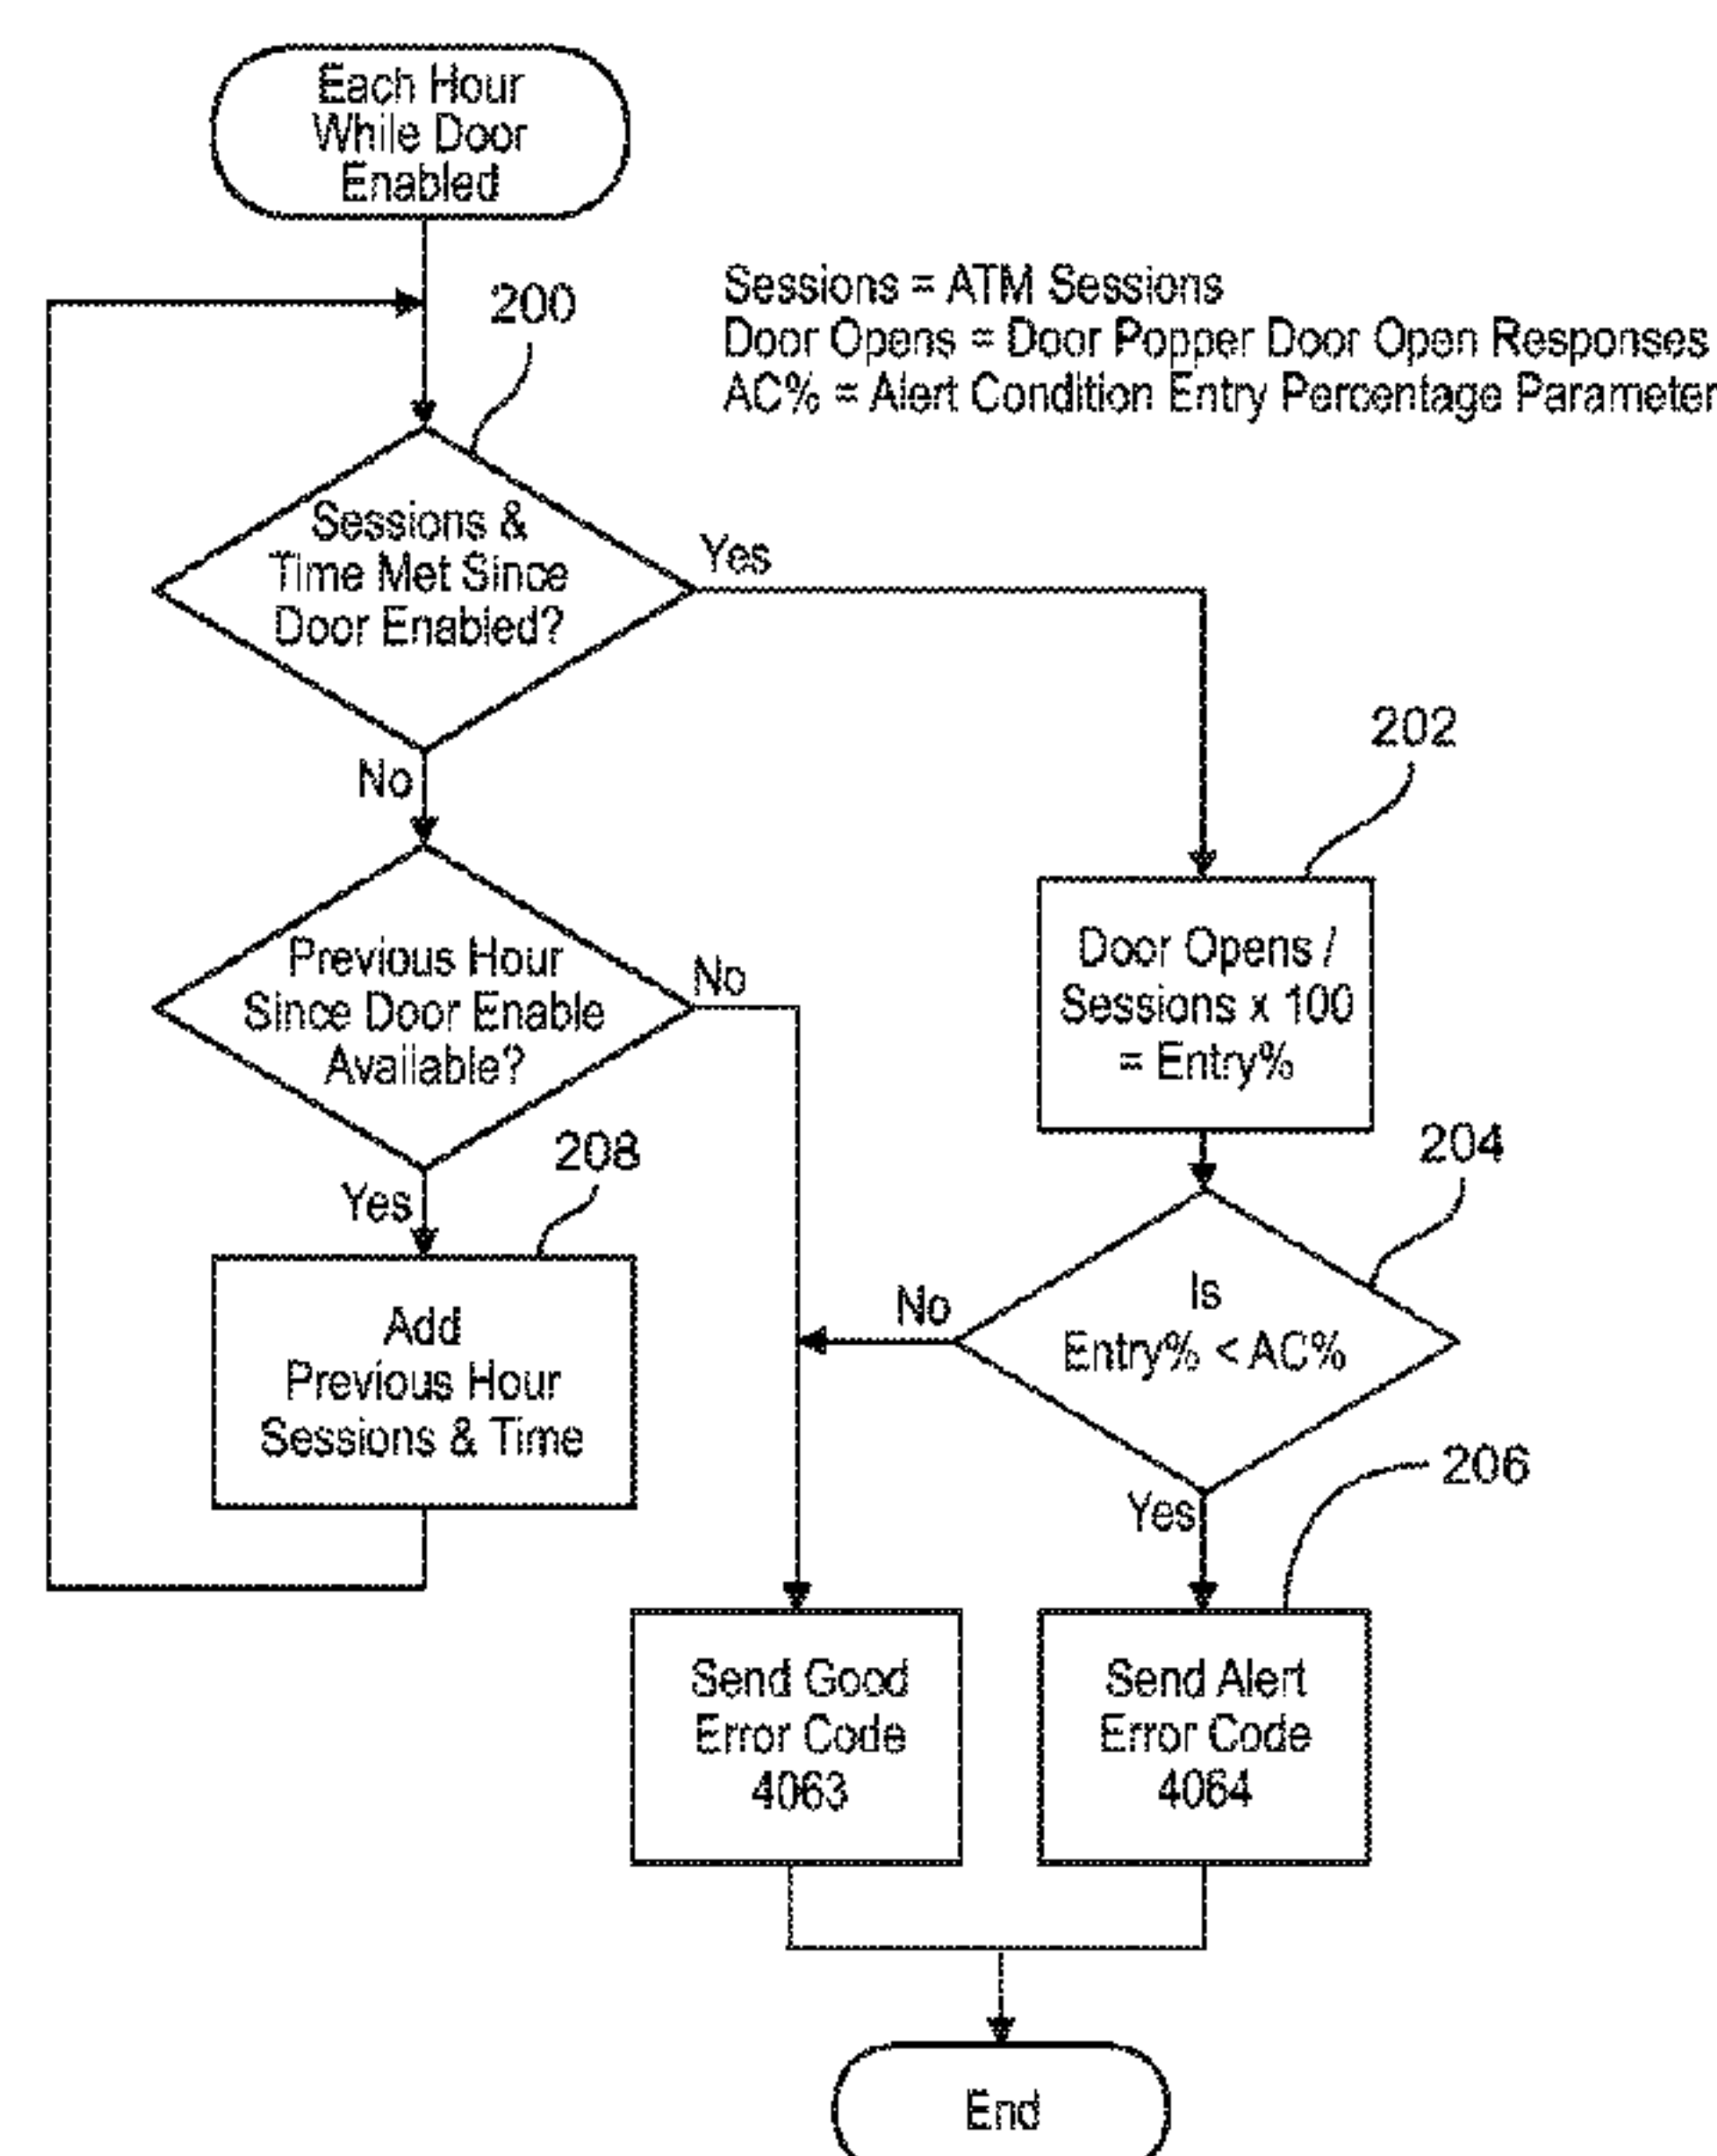 Each Hour
While Door
Enabled
200
Sessions = ATM Sessions
Door Opens = Door Popper Door Open Responses
AC% = Alert Condition Entry Percentage Parameter
Sessions &
Time Met Since
Door Enabled?
Yes
No
202
Door Opens /
Sessions x 100
= Entry%
Previous Hour
Since Door Enable
Available?
No
Yes
208
Add
Previous Hour
Sessions & Time
204
Is
Entry% < AC%
No
Yes
206
Send Good
Error Code
4063
Send Alert
Error Code
4064
End